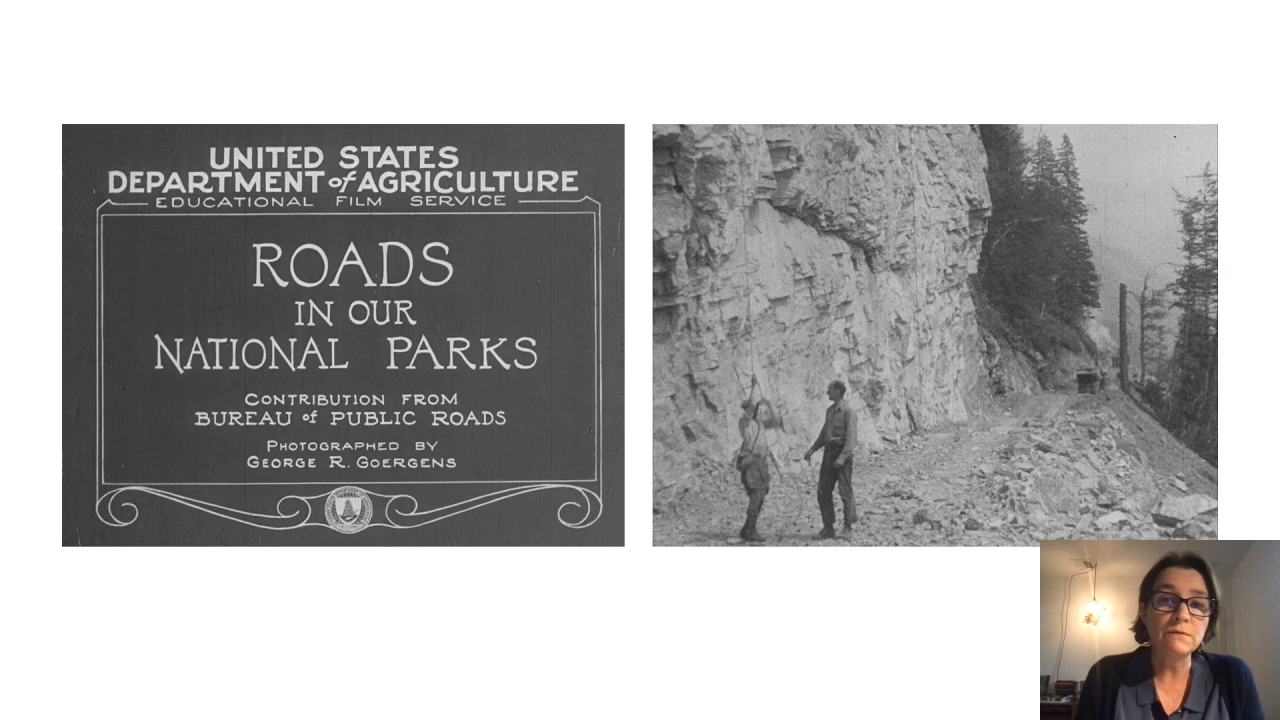 UNITED STATES
DEPARTMENT of AGRICULTURE
EDUCATIONAL FILM SERVICE
ROADS
IN OUR
NATIONAL PARKS
CONTRIBUTION FROM
BUREAU of PUBLIC ROADS
PHOTOGRAPHED BY
GEORGE R. GOERGENS